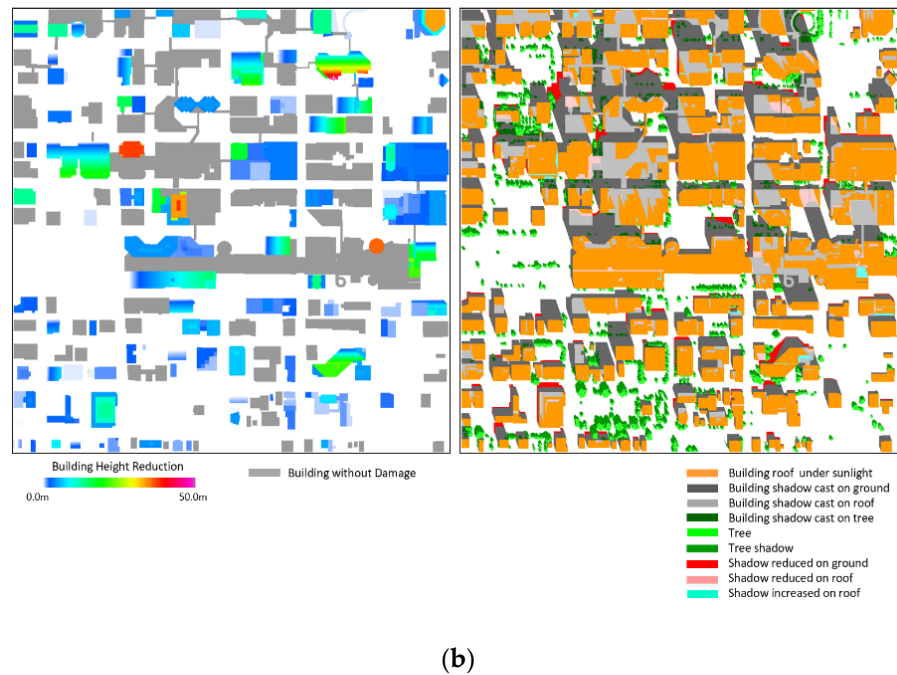 Building Height Reduction
0.0m
50.0m
Building without Damage
Building roof under sunlight
Building shadow cast on ground
Building shadow cast on roof
Building shadow cast on tree
Tree
Tree shadow
Shadow reduced on ground
Shadow reduced on roof
Shadow increased on roof
(b)